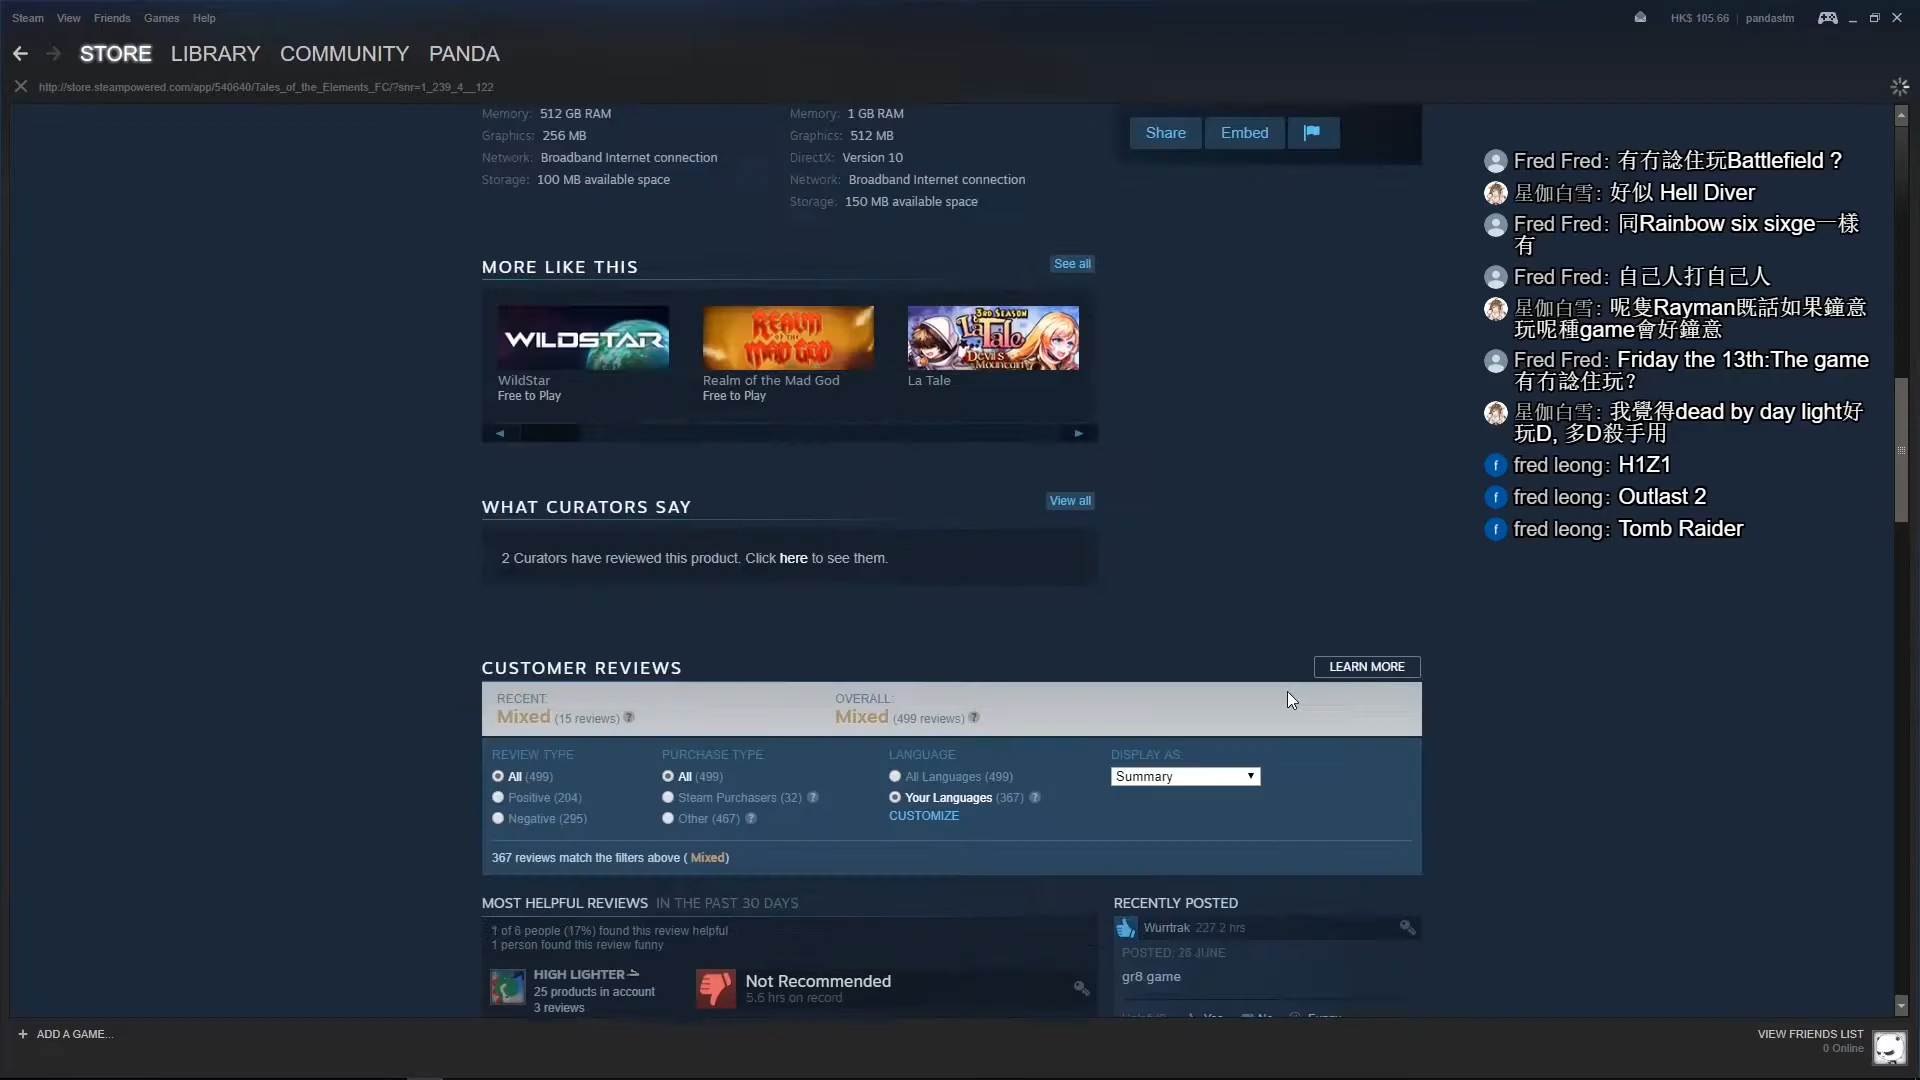 Steam View Friends Games Help
HK$ 105.66 | pandastm
STORE LIBRARY COMMUNITY PANDA
http://store.steampowered.com/app/540640/Tales_of_the_Elements_FC/?snr=1_239_4__122
Memory: 512 GB RAM
Graphics: 256 MB
Network: Broadband Internet connection
Storage: 100 MB available space
Memory: 1 GB RAM
Graphics: 512 MB
DirectX: Version 10
Network: Broadband Internet connection
Storage: 150 MB available space
Share Embed
MORE LIKE THIS
See all
WILDSTAR
WildStar
Free to Play
REALM
OF THE
MAD GOD
Realm of the Mad God
Free to Play
3RD SEASON
La Tale
Devil's
Mountain
La Tale
WHAT CURATORS SAY
View all
2 Curators have reviewed this product. Click here to see them.
CUSTOMER REVIEWS
LEARN MORE
RECENT:
Mixed (15 reviews) ?
OVERALL:
Mixed (499 reviews) ?
REVIEW TYPE
All (499)
Positive (204)
Negative (295)
PURCHASE TYPE
All (499)
Steam Purchasers (32) ?
Other (467) ?
LANGUAGE
All Languages (499)
Your Languages (367) ?
CUSTOMIZE
DISPLAY AS:
Summary
367 reviews match the filters above ( Mixed)
MOST HELPFUL REVIEWS IN THE PAST 30 DAYS
1 of 6 people (17%) found this review helpful
1 person found this review funny
HIGH LIGHTER
25 products in account
3 reviews
Not Recommended
5.6 hrs on record
RECENTLY POSTED
Wurrtrak 227.2 hrs
POSTED: 26 JUNE
gr8 game
Helpful? Yes No Funny
Fred Fred: 有冇諗住玩Battlefield ?
星伽白雪: 好似 Hell Diver
Fred Fred: 同Rainbow six sixge一樣
有
Fred Fred: 自己人打自己人
星伽白雪: 呢隻Rayman既話如果鐘意
玩呢種game會好鐘意
Fred Fred: Friday the 13th:The game
有冇諗住玩?
星伽白雪: 我覺得dead by day light好
玩D, 多D殺手用
fred leong: H1Z1
fred leong: Outlast 2
fred leong: Tomb Raider
+ ADD A GAME...
VIEW FRIENDS LIST
0 Online